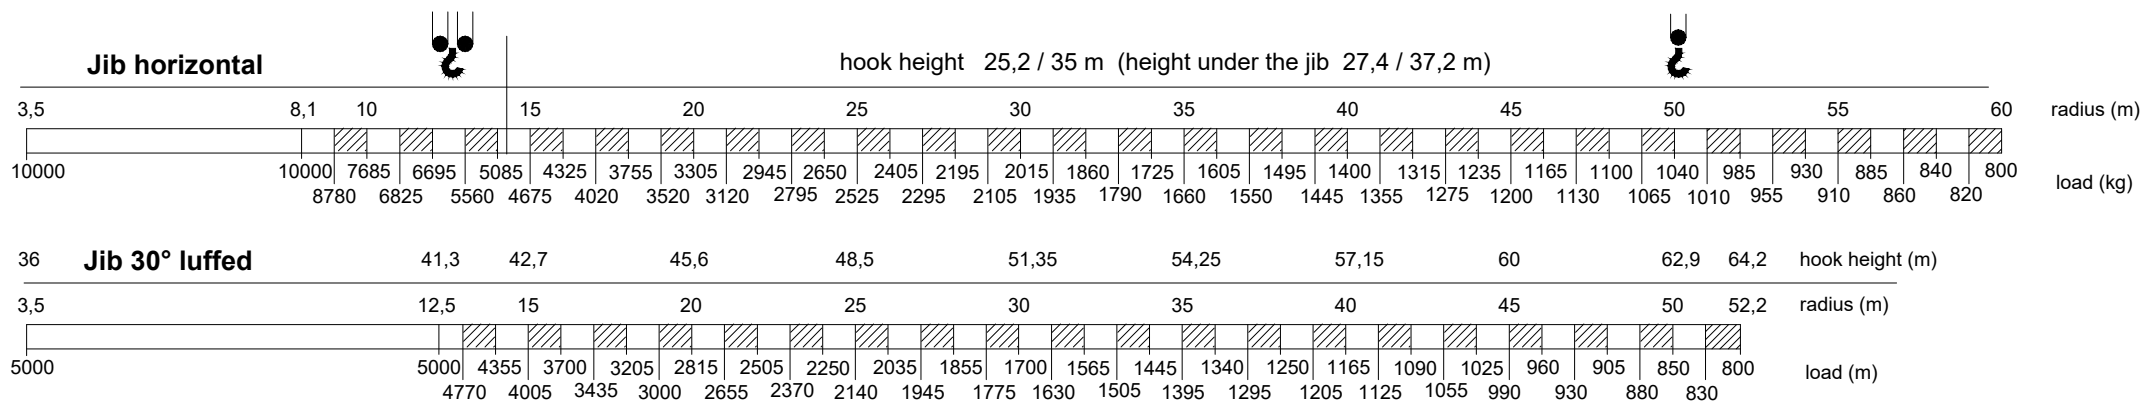 Jib horizontal hook height 25,2 / 35 m (height under the jib 27,4 / 37,2 m)
3,5 8,1 10 15 20 25 30 35 40 45 50 55 60 radius (m)
10000 10000 7685 6695 5085 4325 3755 3305 2945 2650 2405 2195 2015 1860 1725 1605 1495 1400 1315 1235 1165 1100 1040 985 930 885 840 800
load (kg)
8780 6825 5560 4675 4020 3520 3120 2795 2525 2295 2105 1935 1790 1660 1550 1445 1355 1275 1200 1130 1065 1010 955 910 860 820
36 Jib 30° luffed 41,3 42,7 45,6 48,5 51,35 54,25 57,15 60 62,9 64,2 hook height (m)
3,5 12,5 15 20 25 30 35 40 45 50 52,2 radius (m)
5000 5000 4355 3700 3205 2815 2505 2250 2035 1855 1700 1565 1445 1340 1250 1165 1090 1025 960 905 850 800 load (m)
4770 4005 3435 3000 2655 2370 2140 1945 1775 1630 1505 1395 1295 1205 1125 1055 990 930 880 830